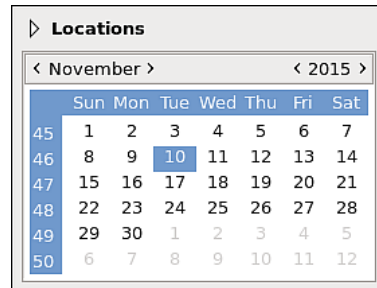 ▷ Locations
‹ November › ‹ 2015 ›
Sun Mon Tue Wed Thu Fri Sat
45 1 2 3 4 5 6 7
46 8 9 10 11 12 13 14
47 15 16 17 18 19 20 21
48 22 23 24 25 26 27 28
49 29 30 1 2 3 4 5
50 6 7 8 9 10 11 12